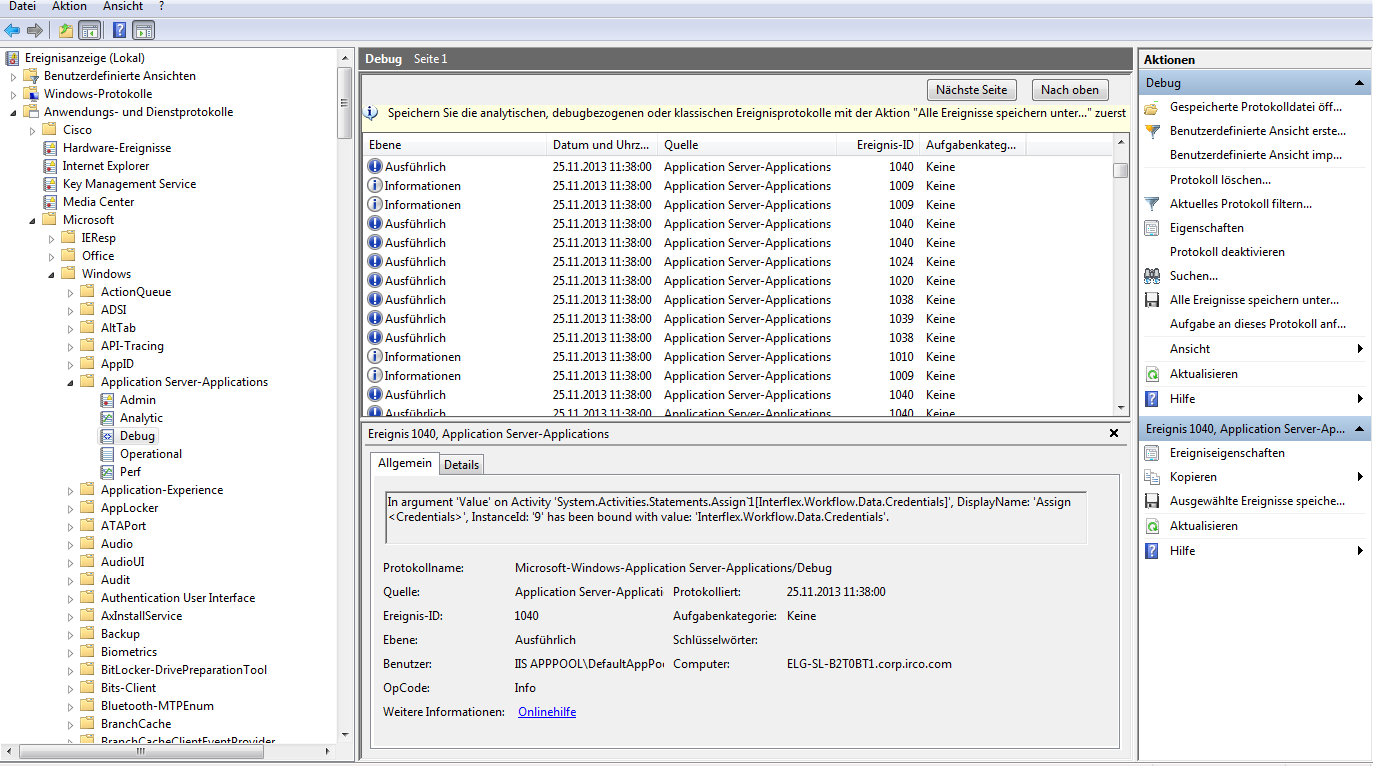 Datei Aktion Ansicht ?
Ereignisanzeige (Lokal)
Benutzerdefinierte Ansichten
Windows-Protokolle
Anwendungs- und Dienstprotokolle
Cisco
Hardware-Ereignisse
Internet Explorer
Key Management Service
Media Center
Microsoft
IEResp
Office
Windows
ActionQueue
ADSI
AltTab
API-Tracing
AppID
Application Server-Applications
Admin
Analytic
Debug
Operational
Perf
Application-Experience
AppLocker
ATAPort
Audio
AudioUI
Audit
Authentication User Interface
AxInstallService
Backup
Biometrics
BitLocker-DrivePreparationTool
Bits-Client
Bluetooth-MTPEnum
BranchCache
BranchCacheClientEventProvider
Debug Seite 1
Nächste Seite Nach oben
Speichern Sie die analytischen, debugbezogenen oder klassischen Ereignisprotokolle mit der Aktion "Alle Ereignisse speichern unter..." zuerst
Ebene Datum und Uhrz... Quelle Ereignis-ID Aufgabenkateg...
Ausführlich 25.11.2013 11:38:00 Application Server-Applications 1040 Keine
Informationen 25.11.2013 11:38:00 Application Server-Applications 1009 Keine
Informationen 25.11.2013 11:38:00 Application Server-Applications 1009 Keine
Ausführlich 25.11.2013 11:38:00 Application Server-Applications 1040 Keine
Ausführlich 25.11.2013 11:38:00 Application Server-Applications 1040 Keine
Ausführlich 25.11.2013 11:38:00 Application Server-Applications 1024 Keine
Ausführlich 25.11.2013 11:38:00 Application Server-Applications 1020 Keine
Ausführlich 25.11.2013 11:38:00 Application Server-Applications 1038 Keine
Ausführlich 25.11.2013 11:38:00 Application Server-Applications 1039 Keine
Ausführlich 25.11.2013 11:38:00 Application Server-Applications 1038 Keine
Informationen 25.11.2013 11:38:00 Application Server-Applications 1010 Keine
Informationen 25.11.2013 11:38:00 Application Server-Applications 1009 Keine
Ausführlich 25.11.2013 11:38:00 Application Server-Applications 1040 Keine
Ausführlich 25.11.2013 11:38:00 Application Server-Applications 1040 Keine
Ereignis 1040, Application Server-Applications
Allgemein Details
In argument 'Value' on Activity 'System.Activities.Statements.Assign`1[Interflex.Workflow.Data.Credentials]', DisplayName: 'Assign
<Credentials>', InstanceId: '9' has been bound with value: 'Interflex.Workflow.Data.Credentials'.
Protokollname: Microsoft-Windows-Application Server-Applications/Debug
Quelle: Application Server-Applicati Protokolliert: 25.11.2013 11:38:00
Ereignis-ID: 1040 Aufgabenkategorie: Keine
Ebene: Ausführlich Schlüsselwörter:
Benutzer: IIS APPPOOL\DefaultAppPo Computer: ELG-SL-B2T0BT1.corp.irco.com
OpCode: Info
Weitere Informationen: Onlinehilfe
Aktionen
Debug
Gespeicherte Protokolldatei öff...
Benutzerdefinierte Ansicht erste...
Benutzerdefinierte Ansicht imp...
Protokoll löschen...
Aktuelles Protokoll filtern...
Eigenschaften
Protokoll deaktivieren
Suchen...
Alle Ereignisse speichern unter...
Aufgabe an dieses Protokoll anf...
Ansicht
Aktualisieren
Hilfe
Ereignis 1040, Application Server-Ap...
Ereigniseigenschaften
Kopieren
Ausgewählte Ereignisse speiche...
Aktualisieren
Hilfe